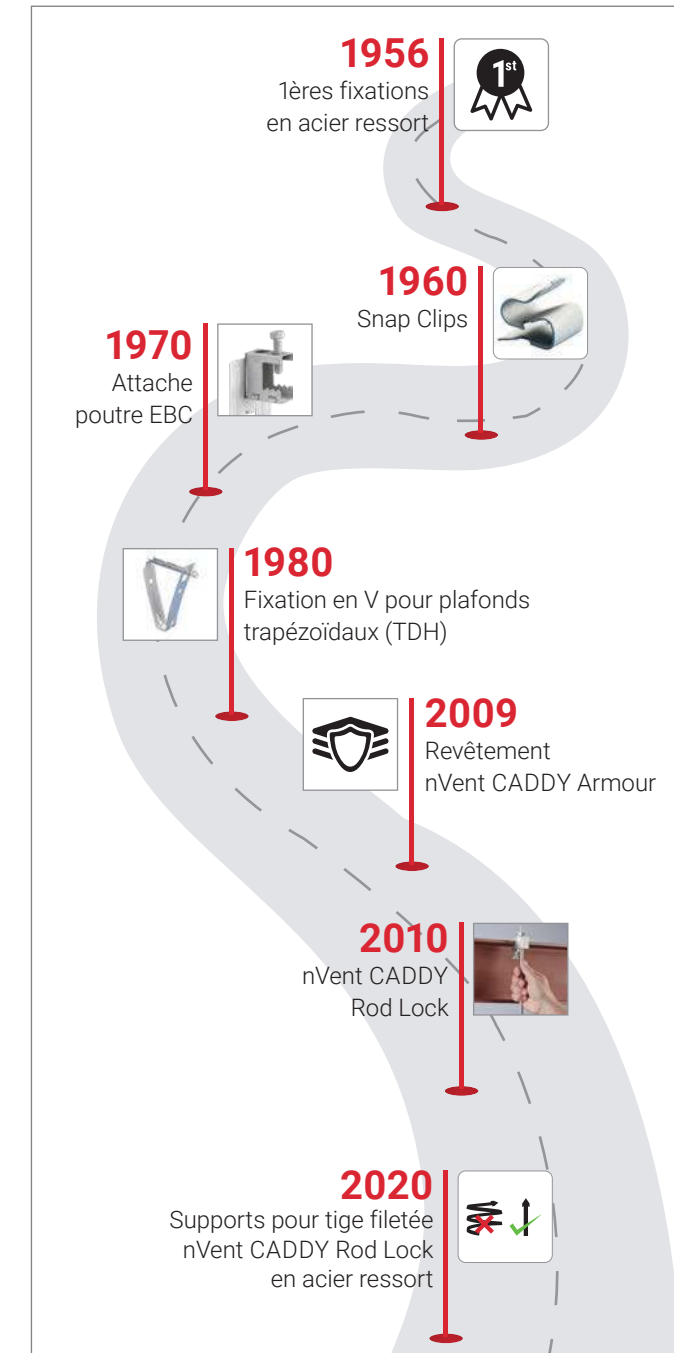 1956
1ères fixations
en acier ressort
1st
1960
Snap Clips
1970
Attache
poutre EBC
1980
Fixation en V pour plafonds
trapézoïdaux (TDH)
2009
Revêtement
nVent CADDY Armour
2010
nVent CADDY
Rod Lock
2020
Supports pour tige filetée
nVent CADDY Rod Lock
en acier ressort